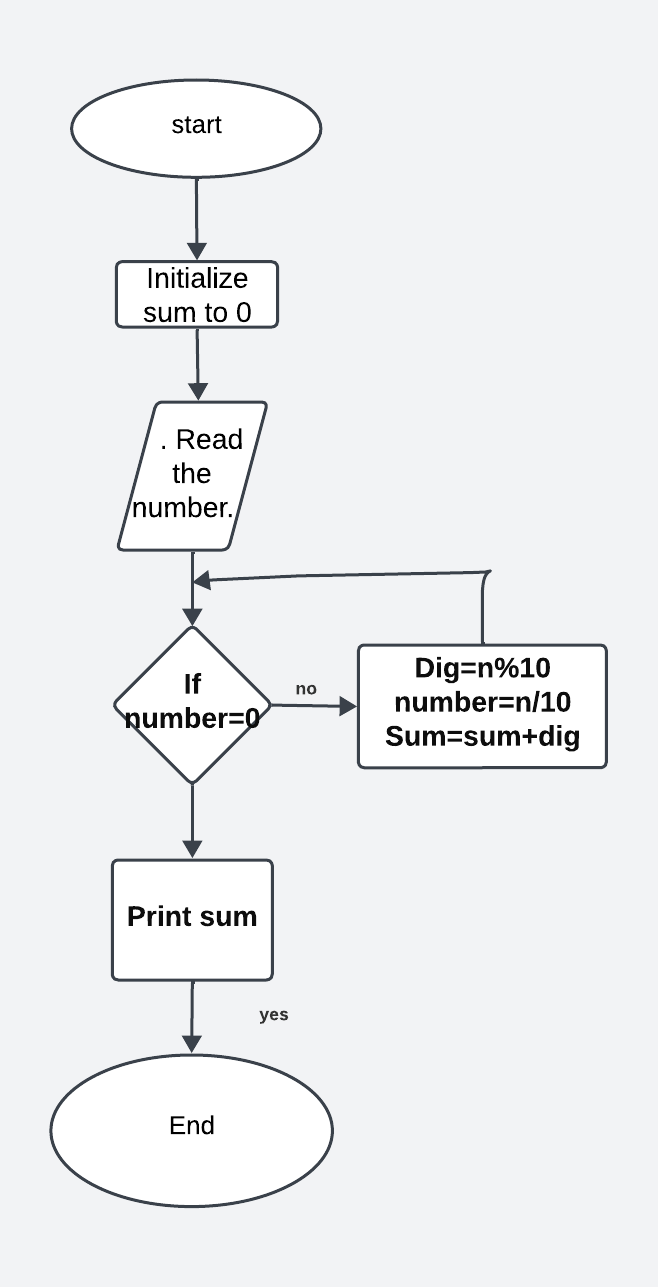 start
Initialize
sum to 0
. Read
the
number.
If
number=0
no
Dig=n%10
number=n/10
Sum=sum+dig
Print sum
yes
End